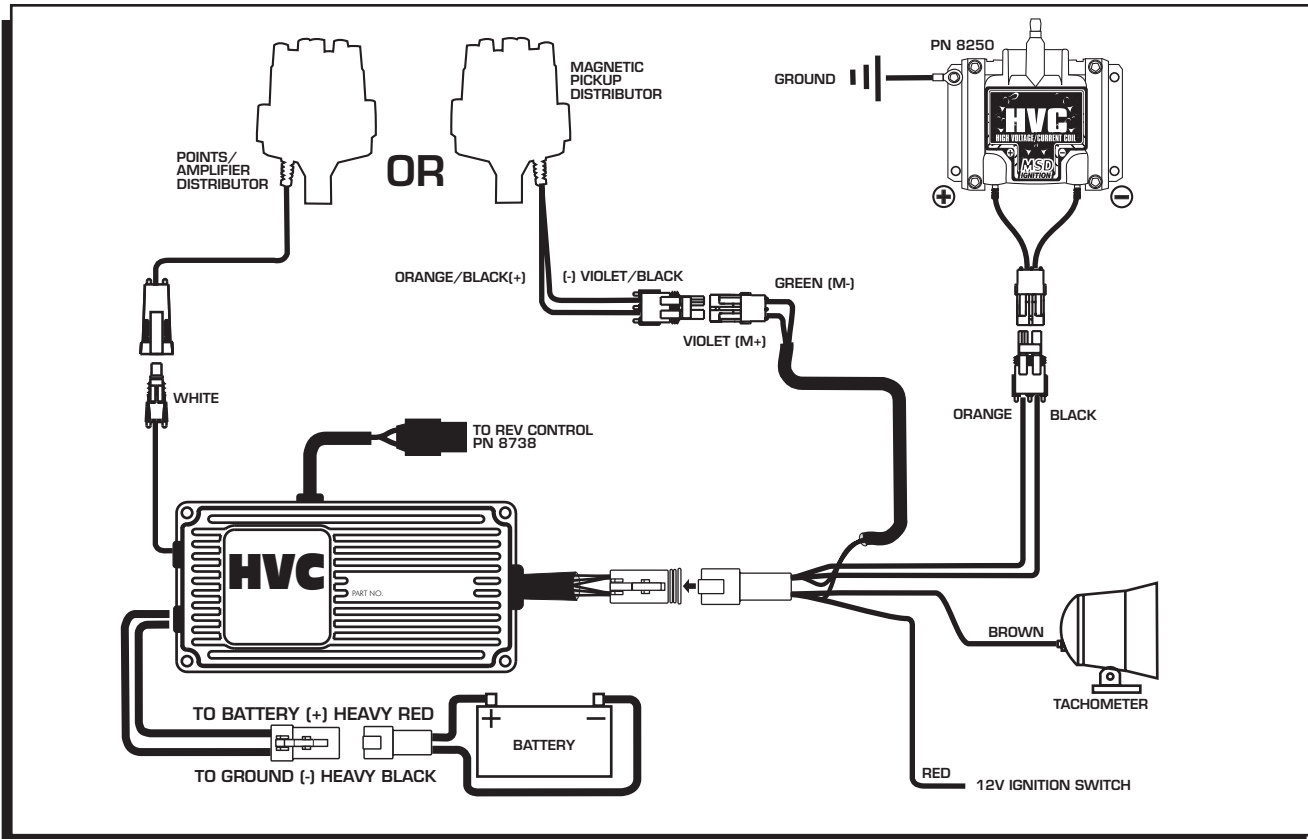 POINTS/
AMPLIFIER
DISTRIBUTOR
OR
MAGNETIC
PICKUP
DISTRIBUTOR
PN 8250
GROUND
HVC
HIGH VOLTAGE/CURRENT COIL
+ −
MSD
IGNITION
+ −
ORANGE/BLACK(+)
(-) VIOLET/BLACK
GREEN (M-)
VIOLET (M+)
WHITE
ORANGE
BLACK
TO REV CONTROL
PN 8738
HVC
PART NO.
BROWN
TACHOMETER
TO BATTERY (+) HEAVY RED
TO GROUND (-) HEAVY BLACK
+ −
BATTERY
RED
12V IGNITION SWITCH